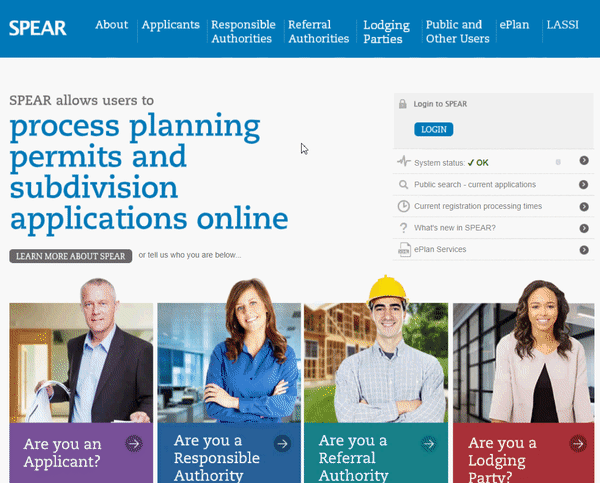 SPEAR
About
Applicants
Responsible
Authorities
Referral
Authorities
Lodging
Parties
Public and
Other Users
ePlan
LASSI
SPEAR allows users to
process planning
permits and
subdivision
applications online
LEARN MORE ABOUT SPEAR
or tell us who you are below...
Login to SPEAR
LOGIN
System status: ✓ OK
Public search - current applications
Current registration processing times
What's new in SPEAR?
ePlan Services
Are you an
Applicant?
Are you a
Responsible
Authority
Are you a
Referral
Authority
Are you a
Lodging
Party?